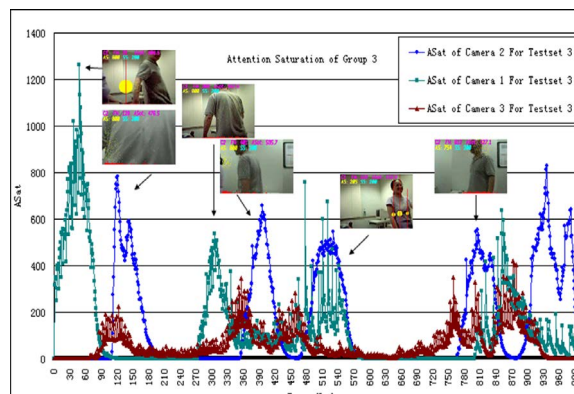 Attention Saturation of Group 3
ASat of Camera 2 For Testset 3
ASat of Camera 1 For Testset 3
ASat of Camera 3 For Testset 3
1400
1200
1000
800
600
400
200
0
ASat
0 30 60 90 120 150 180 210 240 270 300 330 360 390 420 450 480 510 540 570 600 630 660 690 720 750 780 810 840 870 900 930 960 990